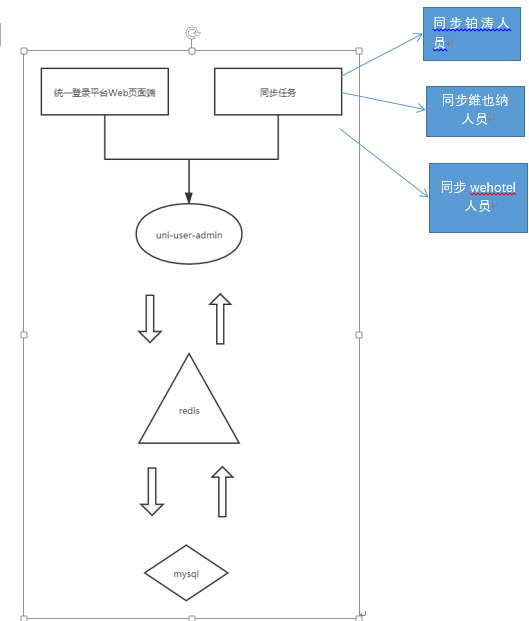 同步铂涛人
员
统一登录平台Web页面端
同步任务
同步维也纳
人员
同步 wehotel
人员
uni-user-admin
redis
mysql